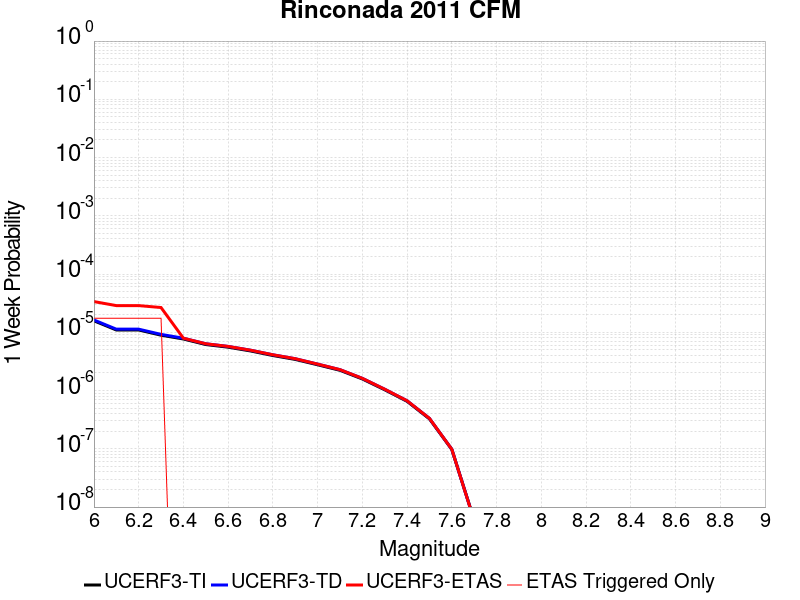 Rinconada 2011 CFM
10^0
10^-1
10^-2
10^-3
10^-4
10^-5
10^-6
10^-7
10^-8
1 Week Probability
6 6.2 6.4 6.6 6.8 7 7.2 7.4 7.6 7.8 8 8.2 8.4 8.6 8.8 9
Magnitude
UCERF3-TI UCERF3-TD UCERF3-ETAS ETAS Triggered Only